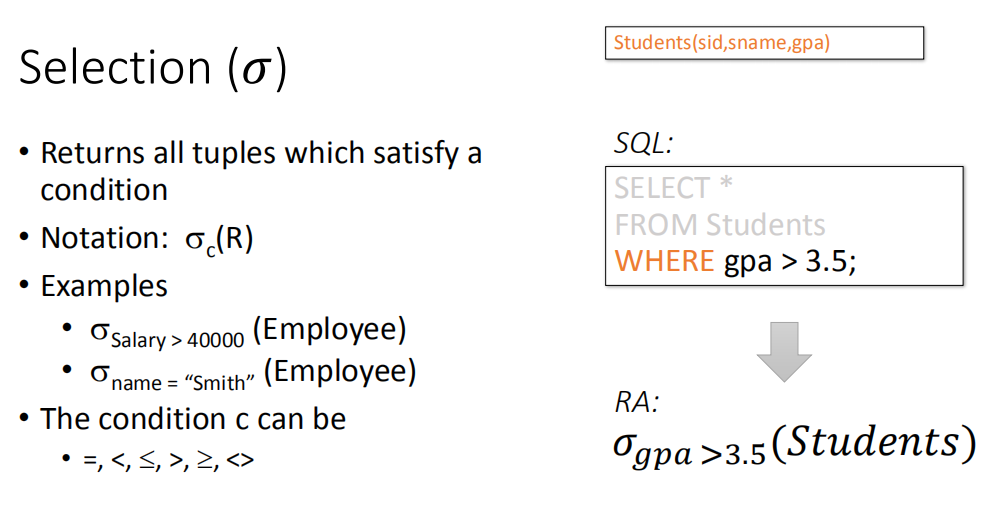 Selection (σ)
• Returns all tuples which satisfy a
condition
• Notation: σc(R)
• Examples
• σSalary > 40000 (Employee)
• σname = “Smith” (Employee)
• The condition c can be
• =, <, ≤, >, ≥, <>
Students(sid,sname,gpa)
SQL:
SELECT *
FROM Students
WHERE gpa > 3.5;
RA:
σgpa >3.5(Students)